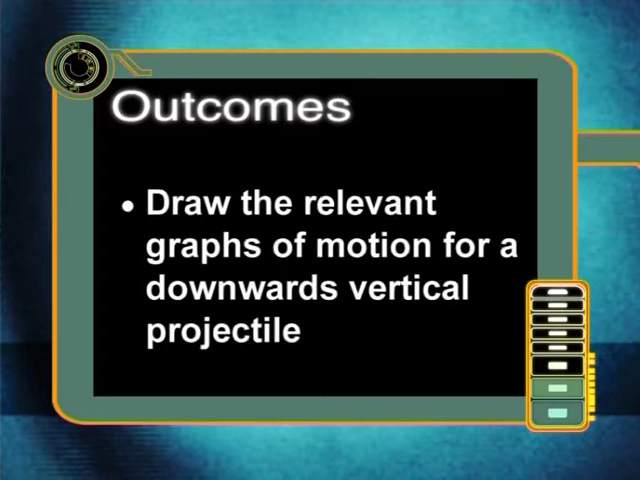 Outcomes
• Draw the relevant
graphs of motion for a
downwards vertical
projectile